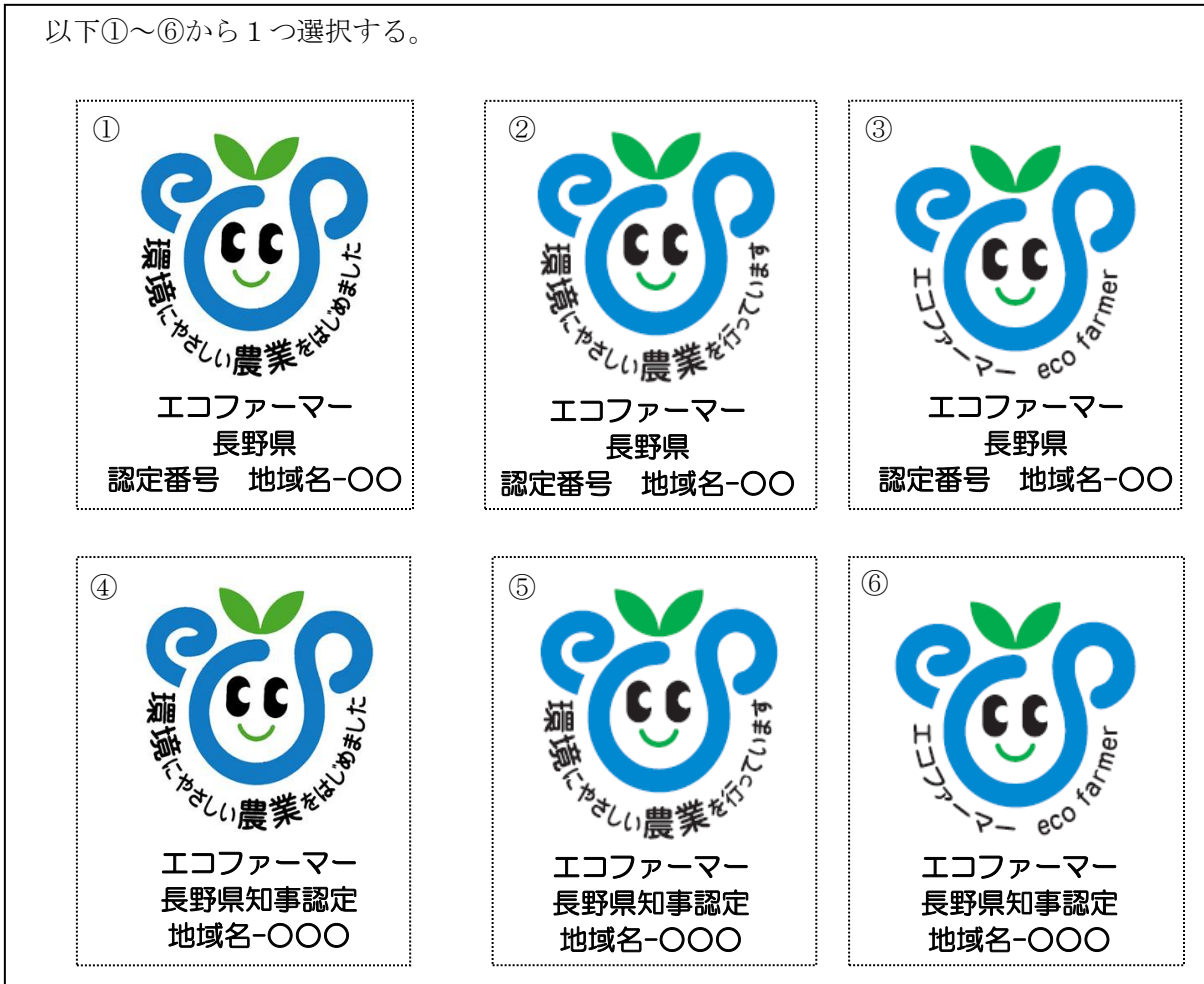 以下①～⑥から１つ選択する。
①
環境にやさしい農業をはじめました
エコファーマー
長野県
認定番号　地域名-〇〇
②
環境にやさしい農業を行っています
エコファーマー
長野県
認定番号　地域名-〇〇
③
エコファーマー eco farmer
エコファーマー
長野県
認定番号　地域名-〇〇
④
環境にやさしい農業をはじめました
エコファーマー
長野県知事認定
地域名-〇〇〇
⑤
環境にやさしい農業を行っています
エコファーマー
長野県知事認定
地域名-〇〇〇
⑥
エコファーマー eco farmer
エコファーマー
長野県知事認定
地域名-〇〇〇